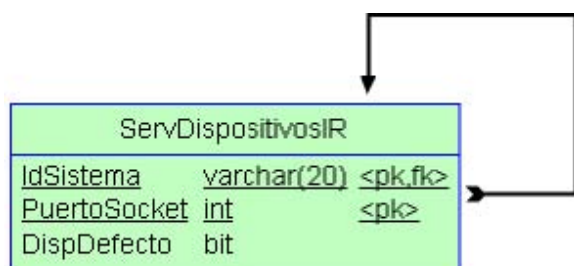 ServDispositivosIR
IdSistema varchar(20) <pk,fk>
PuertoSocket int <pk>
DispDefecto bit